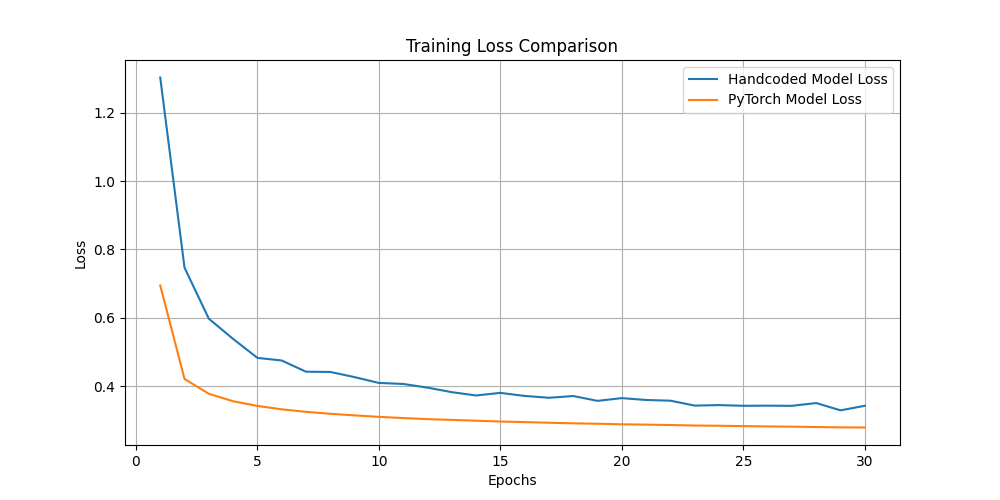 Training Loss Comparison
Handcoded Model Loss
PyTorch Model Loss
1.2
1.0
0.8
0.6
0.4
Loss
0 5 10 15 20 25 30
Epochs